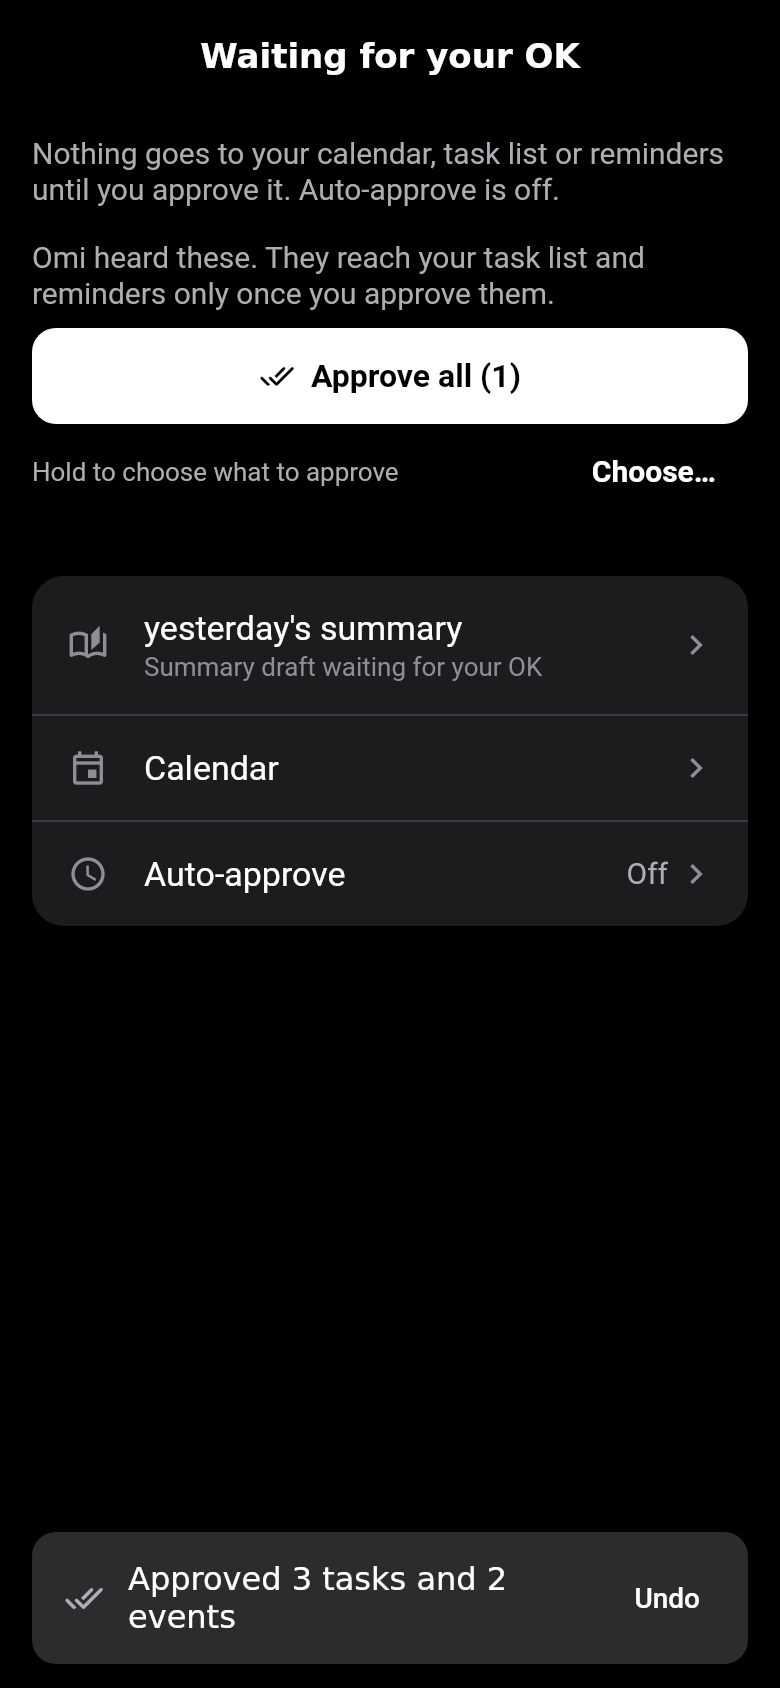 Waiting for your OK
Nothing goes to your calendar, task list or reminders
until you approve it. Auto-approve is off.
Omi heard these. They reach your task list and
reminders only once you approve them.
Approve all (1)
Hold to choose what to approve
Choose...
yesterday's summary
Summary draft waiting for your OK
Calendar
Auto-approve
Off
Approved 3 tasks and 2
events
Undo